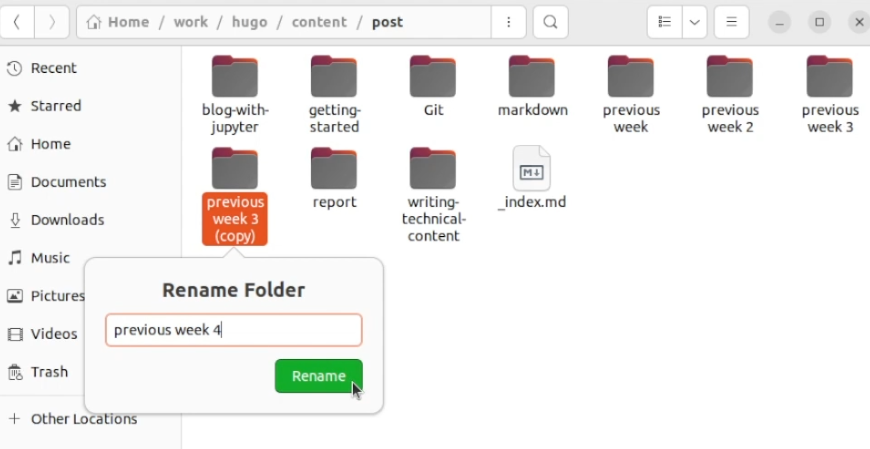 Home / work / hugo / content / post
Recent
Starred
Home
Documents
Downloads
Music
Pictures
Videos
Trash
+ Other Locations
blog-with-
jupyter
getting-
started
Git
markdown
previous
week
previous
week 2
previous
week 3
previous
week 3
(copy)
report
writing-
technical-
content
M↓
_index.md
Rename Folder
previous week 4
Rename